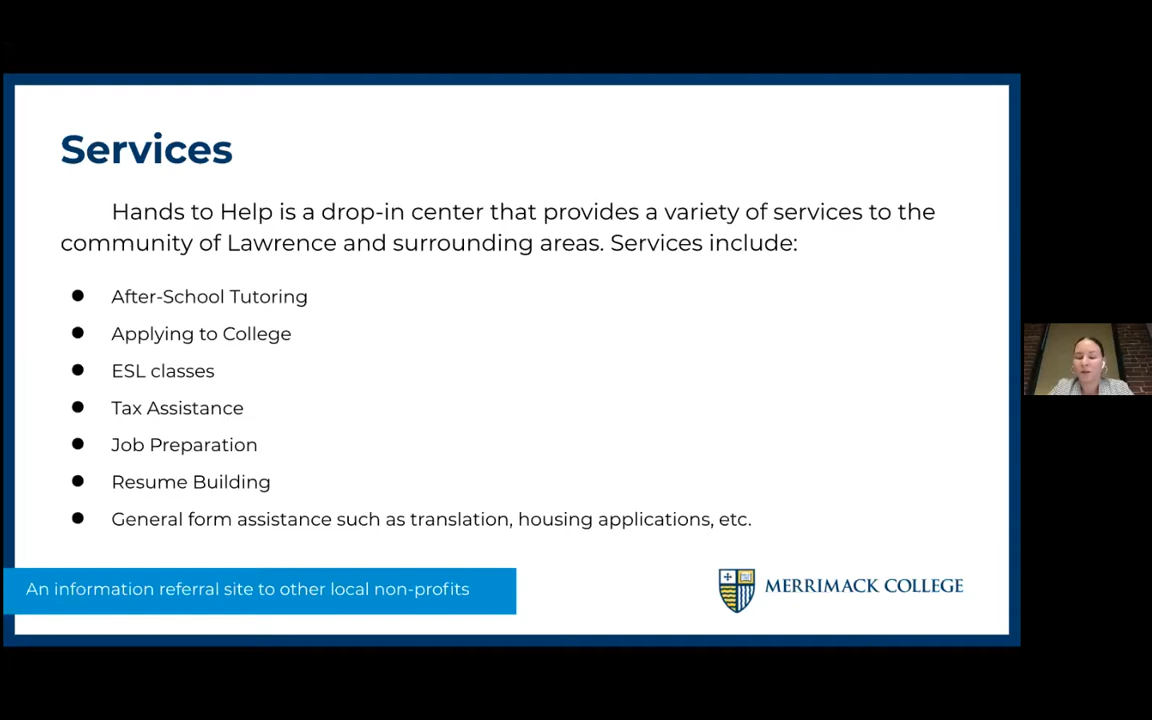 Services
Hands to Help is a drop-in center that provides a variety of services to the
community of Lawrence and surrounding areas. Services include:
● After-School Tutoring
● Applying to College
● ESL classes
● Tax Assistance
● Job Preparation
● Resume Building
● General form assistance such as translation, housing applications, etc.
An information referral site to other local non-profits
MERRIMACK COLLEGE